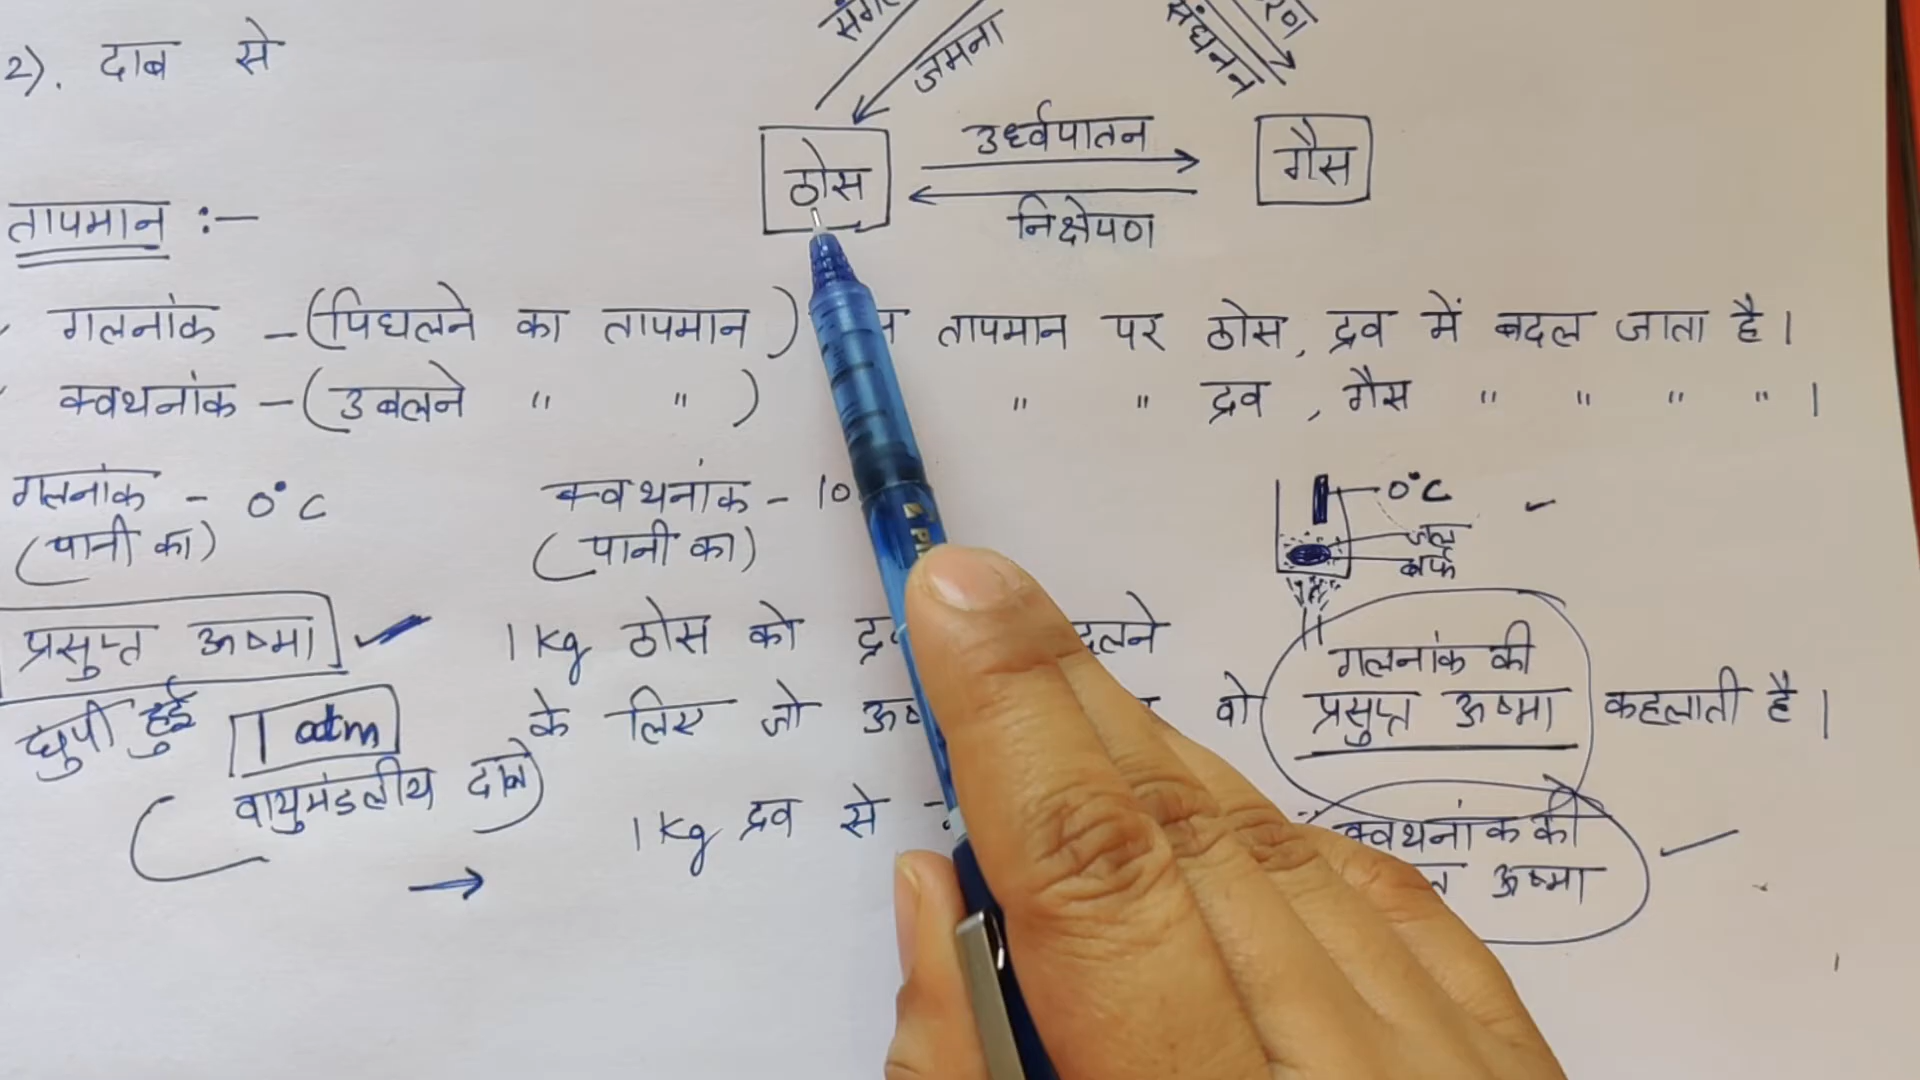 2). दाब से
जमना
संघनन
ठोस
उर्ध्वपातन
गैस
निक्षेपण
तापमान :-
गलनांक - (पिघलने का तापमान) तापमान पर ठोस, द्रव में बदल जाता है।
क्वथनांक - (उबलने " " ) " " द्रव , गैस " " " " ।
गलनांक - 0°C
(पानी का)
क्वथनांक - 10
(पानी का)
0°C
जल
बर्फ
प्रसुप्त ऊष्मा
छुपी हुई
1 atm
वायुमंडलीय दाब)
1 kg ठोस को
के लिए जो वो गलनांक की प्रसुप्त ऊष्मा कहलाती है।
1 kg द्रव से
क्वथनांक की
ऊष्मा